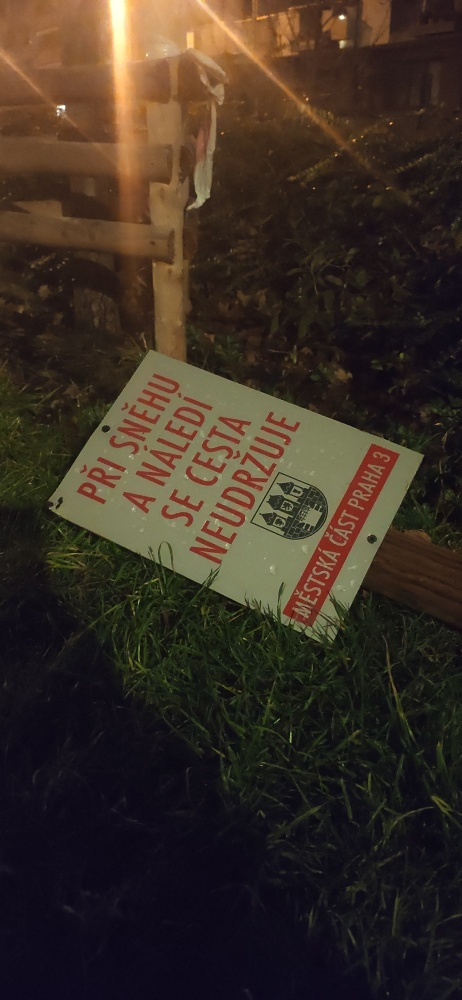 PŘI SNĚHU
A NÁLEDÍ
SE CESTA
NEUDRŽUJE
MĚSTSKÁ ČÁST PRAHA 3